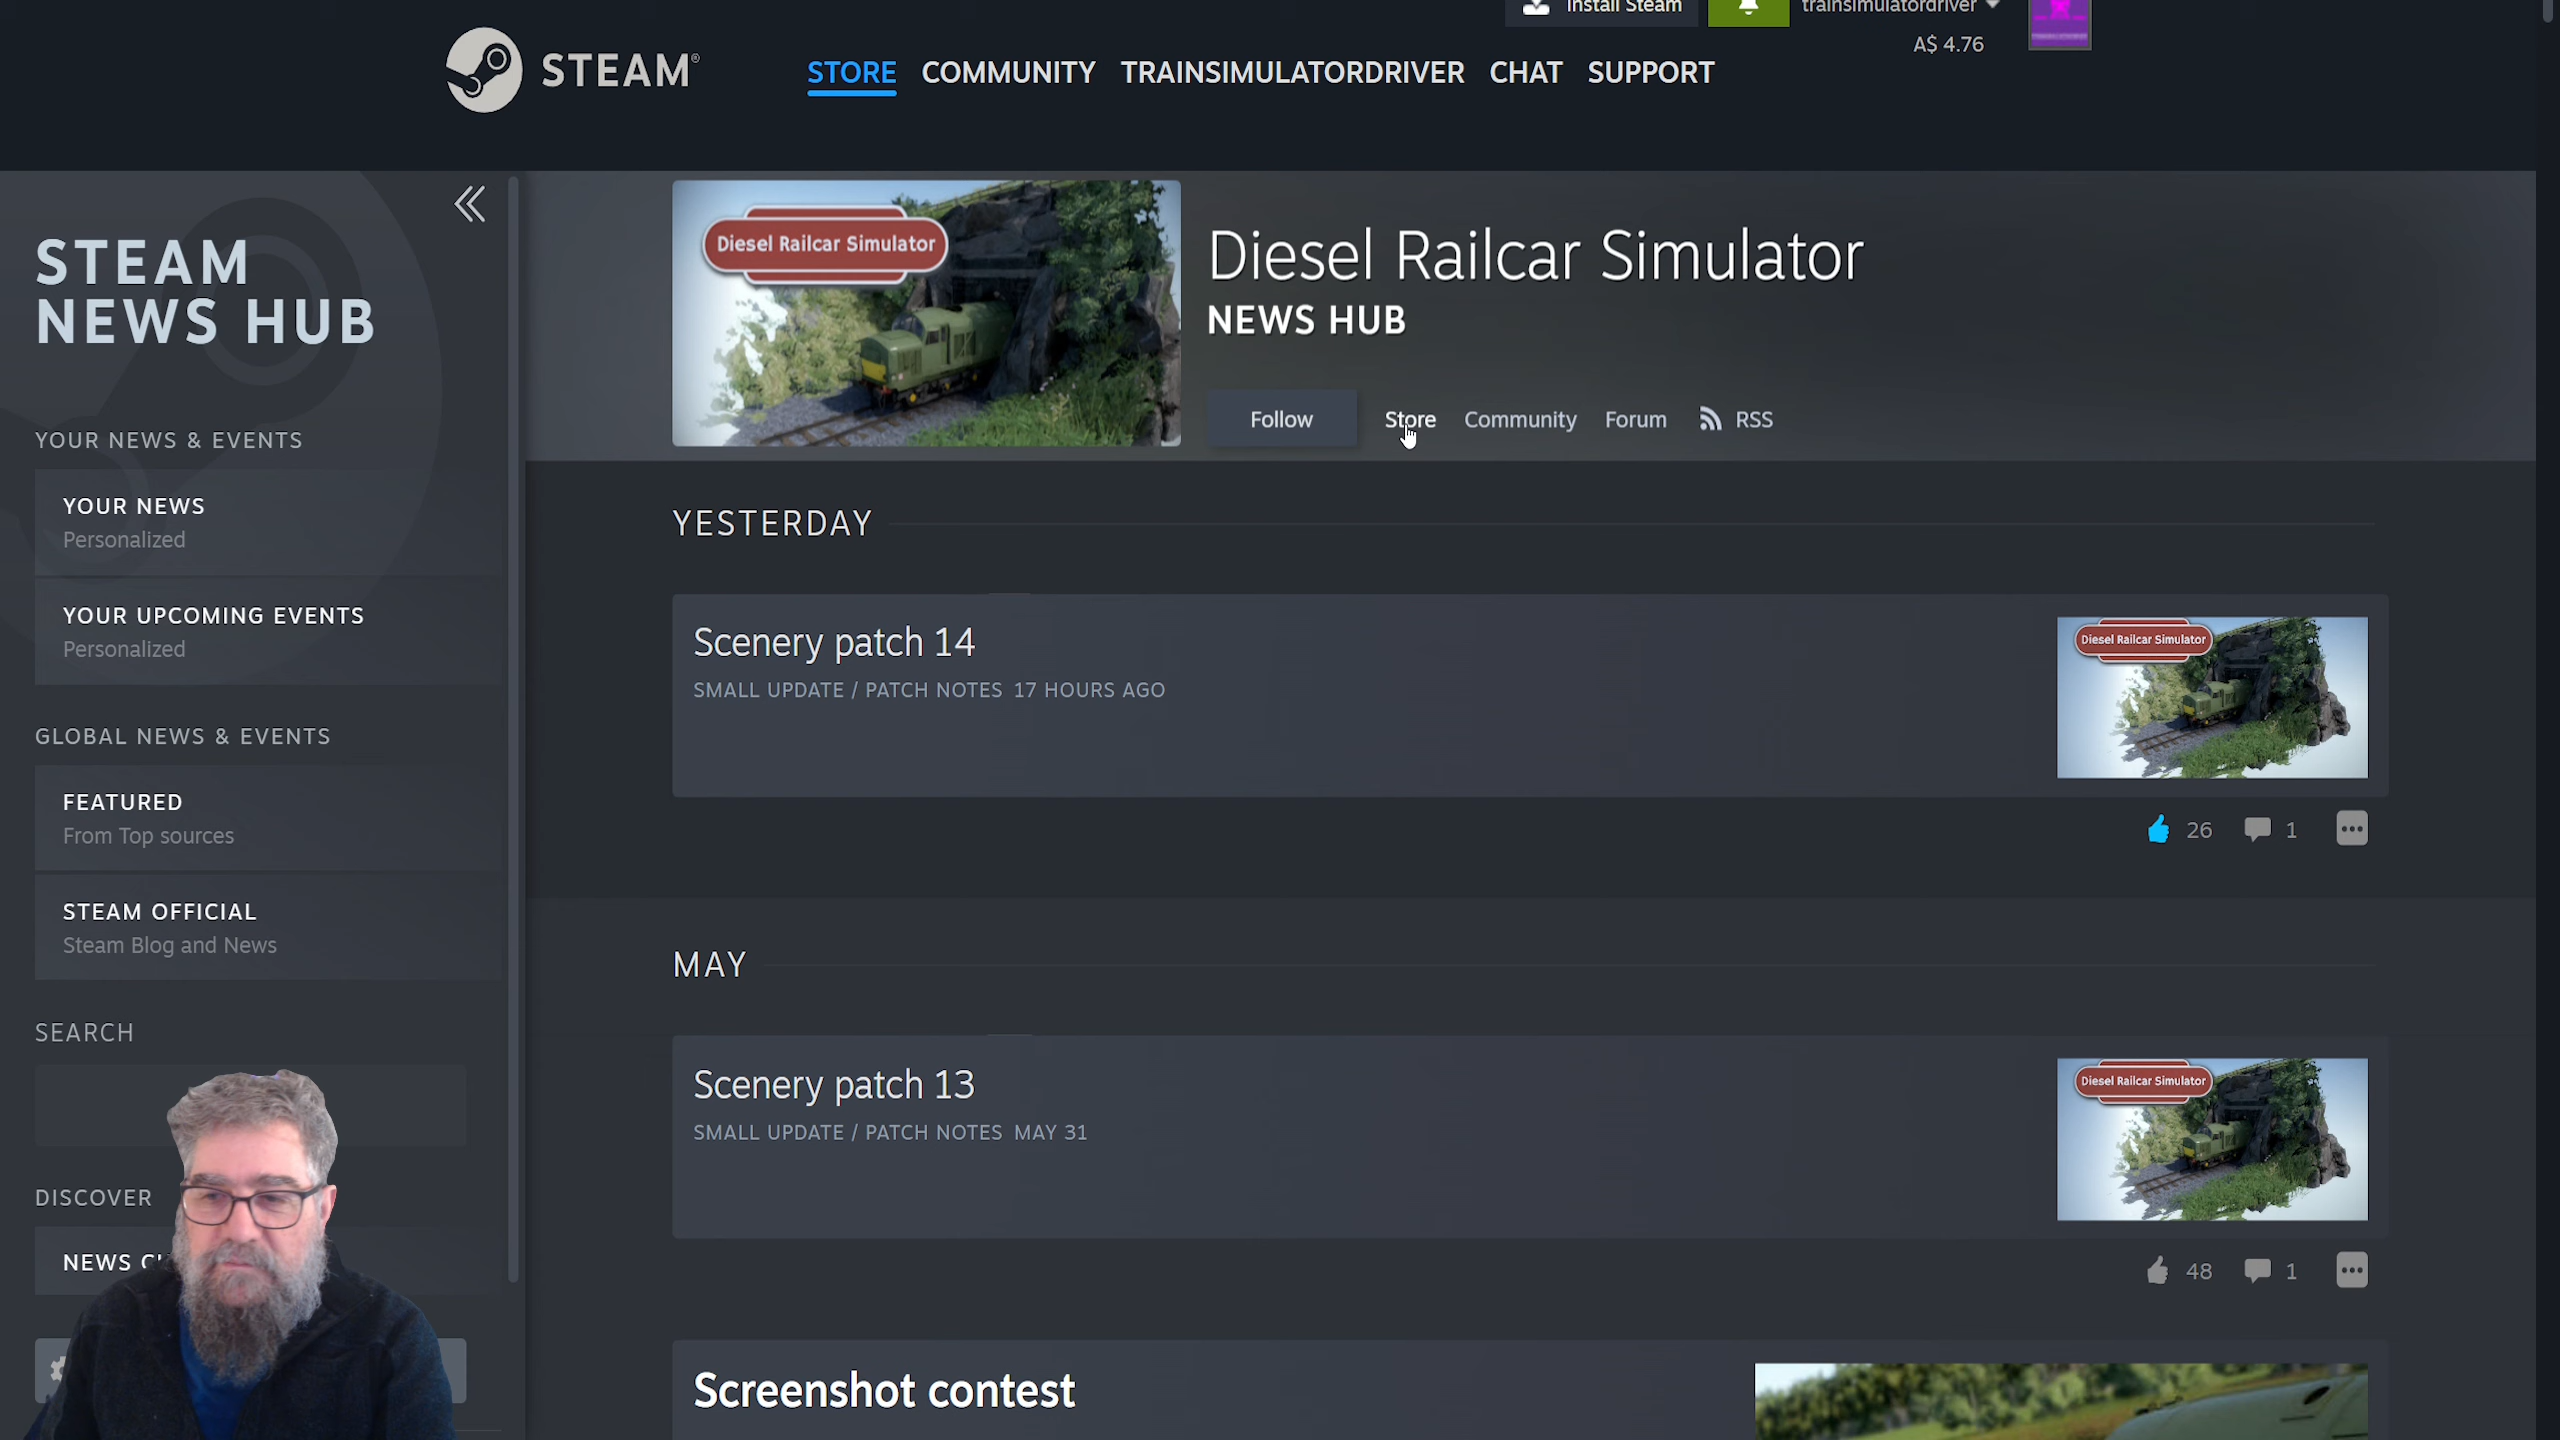 Install Steam
trainsimulatordriver
A$ 4.76
STEAM®
STORE COMMUNITY TRAINSIMULATORDRIVER CHAT SUPPORT
STEAM
NEWS HUB
YOUR NEWS & EVENTS
YOUR NEWS
Personalized
YOUR UPCOMING EVENTS
Personalized
GLOBAL NEWS & EVENTS
FEATURED
From Top sources
STEAM OFFICIAL
Steam Blog and News
SEARCH
DISCOVER
NEWS
Diesel Railcar Simulator
Diesel Railcar Simulator
NEWS HUB
Follow Store Community Forum RSS
YESTERDAY
Scenery patch 14
SMALL UPDATE / PATCH NOTES 17 HOURS AGO
Diesel Railcar Simulator
26 1
MAY
Scenery patch 13
SMALL UPDATE / PATCH NOTES MAY 31
Diesel Railcar Simulator
48 1
Screenshot contest